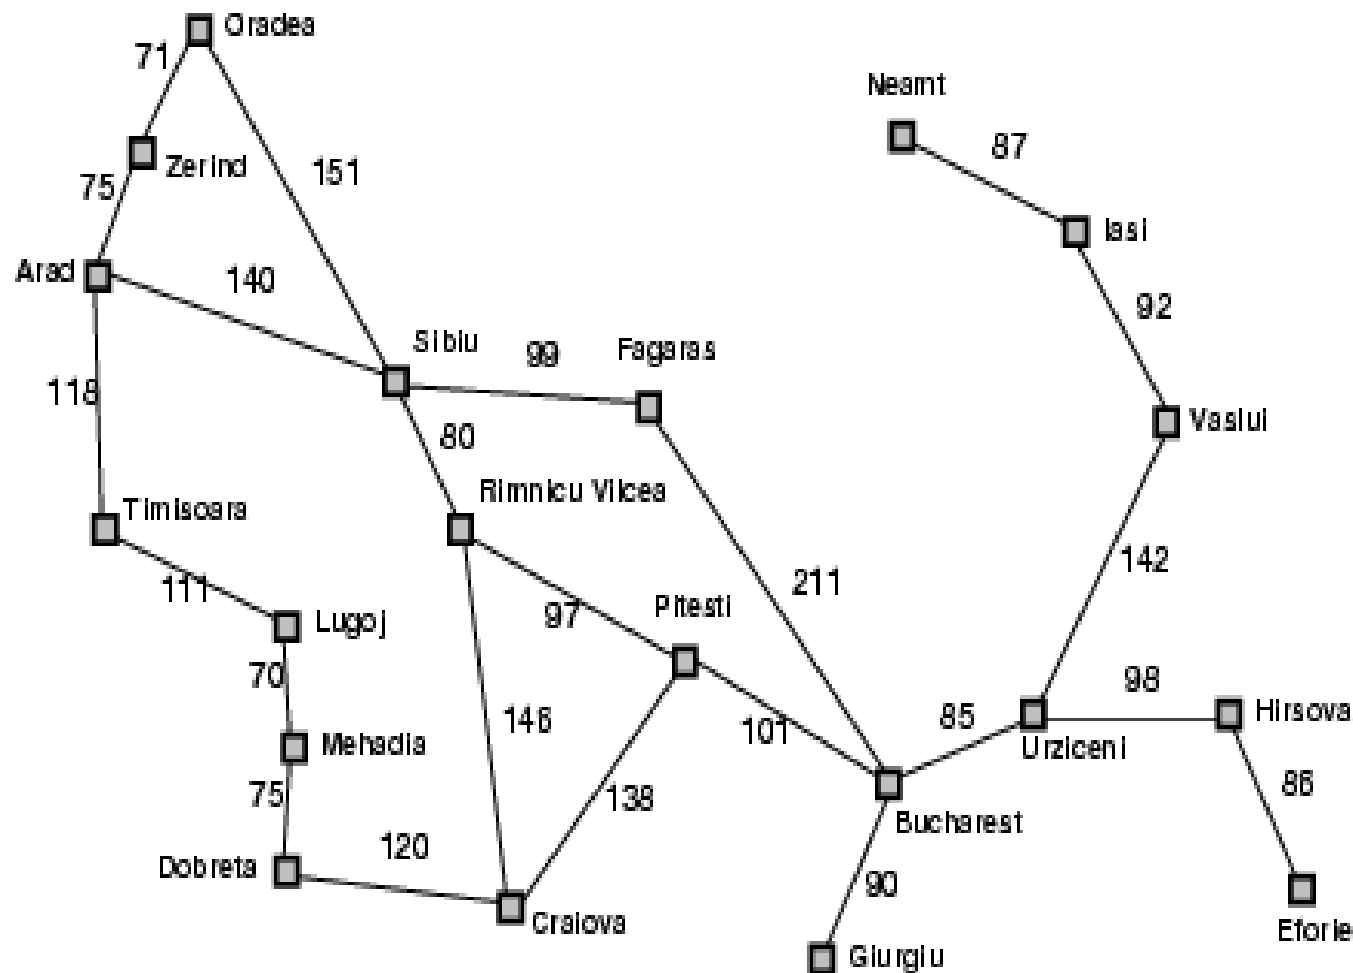 Oradea
71
Neamt
87
Zerind
151
75
Iasi
Arad
140
92
Sibiu
99
Fagaras
118
80
Vaslui
Rimnicu Vilcea
Timisoara
142
111
211
97
Pitesti
Lugoj
70
98
146
101
85
Hirsova
Mehadia
Urziceni
75
138
86
Bucharest
120
Dobreta
90
Craiova
Eforie
Giurgiu